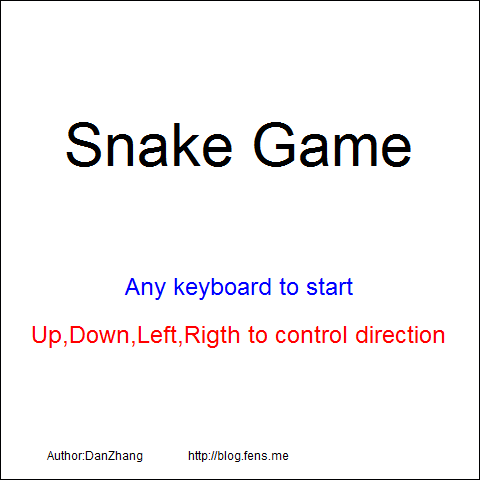 Snake Game
Any keyboard to start
Up,Down,Left,Rigth to control direction
Author:DanZhang http://blog.fens.me